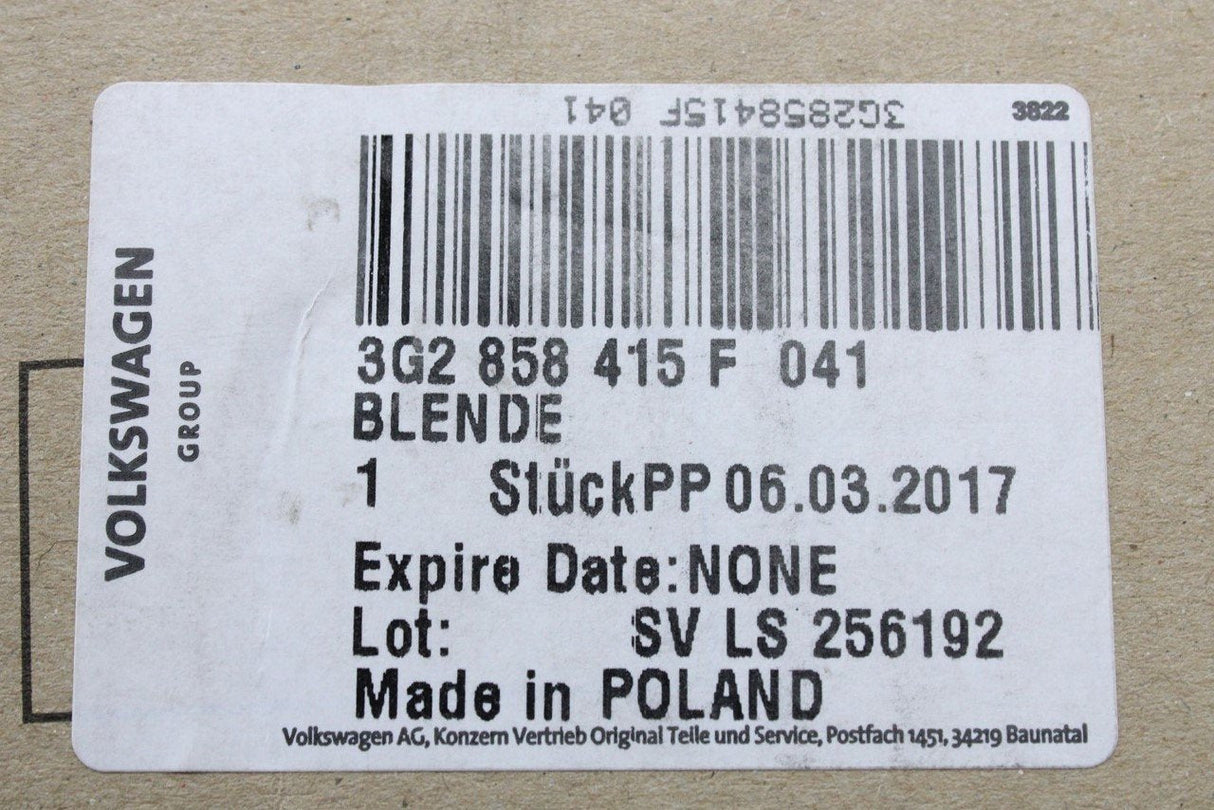 3G2858415F 041
3822
VOLKSWAGEN
GROUP
3G2 858 415 F 041
BLENDE
1 StückPP 06.03.2017
Expire Date:NONE
Lot: SV LS 256192
Made in POLAND
Volkswagen AG, Konzern Vertrieb Original Teile und Service, Postfach 1451, 34219 Baunatal